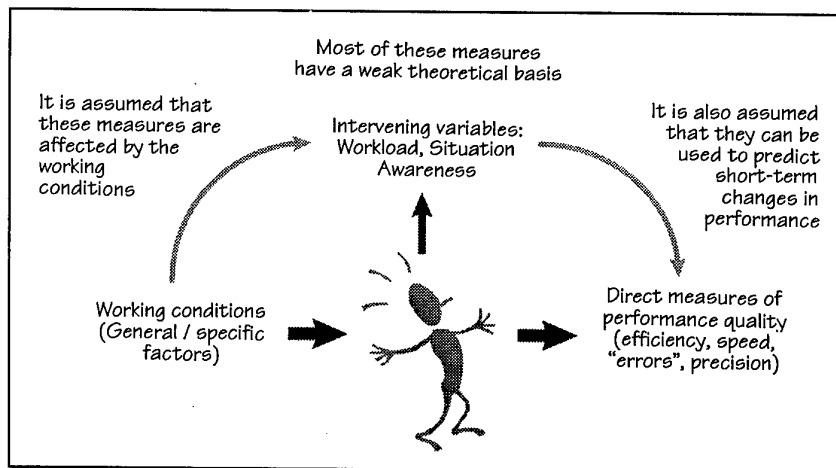 Most of these measures
have a weak theoretical basis
It is assumed that
these measures are
affected by the
working
conditions
Intervening variables:
Workload, Situation
Awareness
It is also assumed
that they can be
used to predict
short-term
changes in
performance
Working conditions
(General / specific
factors)
Direct measures of
performance quality
(efficiency, speed,
"errors", precision)